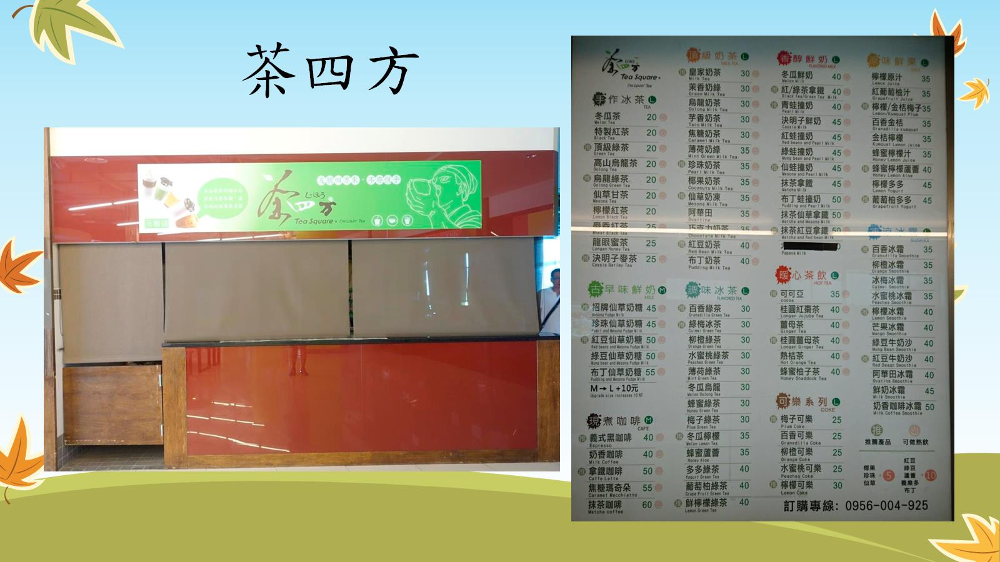 茶四方
じほう
四方
Tea Square
I'm Lovin' Tea
元智店
茶四方
Tea Square
I'm Lovin' Tea
手作冰茶 L
TEA
冬瓜茶 20
Melon Tea
特製紅茶 20
Black Tea
推 頂級綠茶 20
Green Tea
高山烏龍茶 20
Oolong Tea
推 烏龍綠茶 20
Oolong Green Tea
仙草甘茶 20
Mesona Tea
檸檬紅茶 20
Lemon Black Tea
麥香紅茶 25
Wheat Black Tea
龍眼蜜茶 25
Longan Honey Tea
推 決明子麥茶 25
Cassia Barley Tea
古早味鮮奶 M
MILK
推 招牌仙草奶糖 45
Mesona Fudge Milk
珍珠仙草奶糖 45
Pearl and Mesona Fudge Milk
推 紅豆仙草奶糖 50
Red beans and Mesona Fudge Milk
綠豆仙草奶糖 50
Mung bean and Mesona Fudge Milk
布丁仙草奶糖 55
Pudding and Mesona Fudge Milk
M→L+10元
Upgrade size increases 10 NT
現煮咖啡 M
CAFE
推 義式黑咖啡 40
Espresso
奶香咖啡 40
Milk Coffee
推 拿鐵咖啡 50
Caffe Latte
焦糖瑪奇朵 55
Caramel Macchiatto
抹茶咖啡 60
Matcha coffee
頂級奶茶 L
MILK TEA
推 皇家奶茶 30
Milk Tea
茉香奶綠 30
Green Milk Tea
烏龍奶茶 30
Oolong Milk Tea
芋香奶茶 30
Taro Milk Tea
焦糖奶茶 30
Caramel Milk Tea
薄荷奶綠 35
Mint Green Milk Tea
推 珍珠奶茶 35
Pearl Milk Tea
椰果奶茶 35
Coconuts Milk Tea
推 仙草奶凍 35
Mesona Milk Tea
阿華田 35
Ovaltine
巧克力奶茶 35
Chocolate Milk Tea
推 紅豆奶茶 40
Red Bean Milk Tea
布丁奶茶 40
Pudding Milk Tea
調味冰茶 L
FLAVORED TEA
推 百香綠茶 30
Granadilla Green Tea
推 綠梅冰茶 30
Cuimei Green Tea
柳橙綠茶 30
Orange Green Tea
水蜜桃綠茶 30
Peaches Green Tea
薄荷綠茶 30
Mint Green Tea
冬瓜烏龍 30
Melon Oolong Tea
蜂蜜綠茶 30
Honey Green Tea
梅子綠茶 30
Plum Green Tea
推 冬瓜檸檬 35
Melon Lemon Tea
蜂蜜蘆薈 35
Honey Aloe
多多綠茶 40
Yogurt Green Tea
葡萄柚綠茶 40
Grape Fruit Green Tea
推 鮮檸檬綠茶 40
Lemon Green Tea
香醇鮮奶 L
FLAVORED MILK
冬瓜鮮奶 40
Melon Milk
推 紅/綠茶拿鐵 40
Black Tea/Green Tea Milk
推 青蛙撞奶 40
Pearl Milk
決明子鮮奶 45
Cassia Milk
紅蛙撞奶 45
Red beans and Pearl Milk
綠蛙撞奶 45
Mung bean and Pearl Milk
推 仙蛙撞奶 45
Mesona and Pearl Milk
抹茶拿鐵 45
Matcha Milk
布丁蛙撞奶 50
Pudding and Pearl Milk
抹茶仙草拿鐵 50
Matcha and Mesona Milk
推 抹茶紅豆拿鐵 50
Matcha and Red bean Milk
Papaya Milk
暖心茶飲 L
HOT TEA
推 可可亞 35
cocoa
桂圓紅棗茶 40
Longan Jujube Tea
薑母茶 40
Ginger Tea
推 桂圓薑母茶 40
Longan Ginger Tea
熱桔茶 40
Hot Orange Tea
蜂蜜柚子茶 40
Honey Shaddock Tea
可樂系列 L
COKE
推 梅子可樂 25
Plum Coke
百香可樂 25
Granadilla Coke
柳橙可樂 25
Orange Coke
水蜜桃可樂 25
Peaches Coke
推 檸檬可樂 30
Lemon Coke
原味鮮果 L
檸檬原汁 35
Lemon Juice
紅葡萄柚汁 35
Grapefruit Juice
推 檸檬/金桔梅子 35
Lemon/Kumquat Plum
百香金桔 35
Granadilla kumquat
金桔檸檬 35
Kumquat Lemon juice
蜂蜜檸檬汁 35
Honey Lemon Juice
推 蜂蜜檸檬蘆薈 40
Honey Lemon Aloe
檸檬多多 40
Lemon Yogurt
推 葡萄柚多多 45
Grapefruit Yogurt
涼冰霜 L
SLUSH ICE
推 百香冰霜 35
Granadilla Smoothie
柳橙冰霜 35
Orange Smoothie
冰梅冰霜 35
Cuimei Smoothie
水蜜桃冰霜 35
Peaches Smoothie
推 檸檬冰霜 40
Lemon Smoothie
芒果冰霜 40
Mango Smoothie
綠豆牛奶沙 40
Mung Bean Smoothie
推 紅豆牛奶沙 40
Red Bean Smoothie
阿華田冰霜 40
Ovaltine Smoothie
鮮奶冰霜 45
Milk Smoothie
奶香咖啡冰霜 50
Milk Coffee Smoothie
推 推薦產品
可做熱飲
椰果
珍珠
仙草
+5
紅豆
綠豆
蘆薈
養樂多
布丁
+10
訂購專線: 0956-004-925